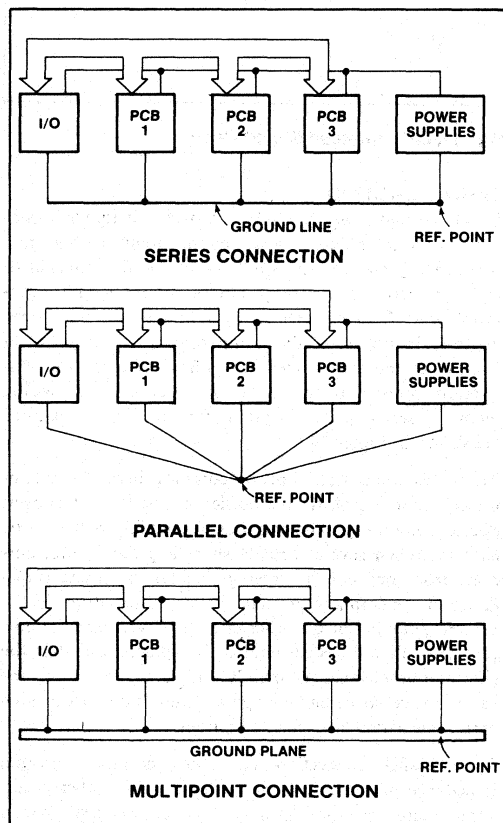 I/O
PCB
1
PCB
2
PCB
3
POWER
SUPPLIES
GROUND LINE
REF. POINT
SERIES CONNECTION
I/O
PCB
1
PCB
2
PCB
3
POWER
SUPPLIES
REF. POINT
PARALLEL CONNECTION
I/O
PCB
1
PCB
2
PCB
3
POWER
SUPPLIES
GROUND PLANE
REF. POINT
MULTIPOINT CONNECTION